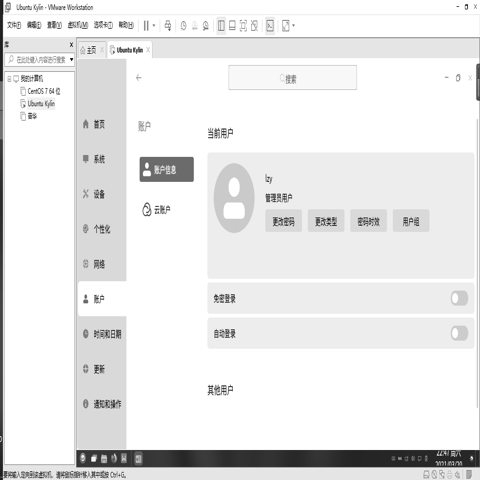 Ubuntu Kylin - VMware Workstation
文件(F) 编辑(E) 查看(V) 虚拟机(M) 选项卡(T) 帮助(H)
库
在此处键入内容进行搜索
我的计算机
CentOS 7 64 位
Ubuntu Kylin
主页
Ubuntu Kylin
搜索
首页
系统
设备
个性化
网络
账户
时间和日期
更新
通知和操作
账户
账户信息
云账户
当前用户
lzy
管理员用户
更改密码 更改类型 密码时效 用户组
免密登录
自动登录
其他用户
22:47 周六
要将输入定向到该虚拟机，请将鼠标指针移入其中或按 Ctrl+G。